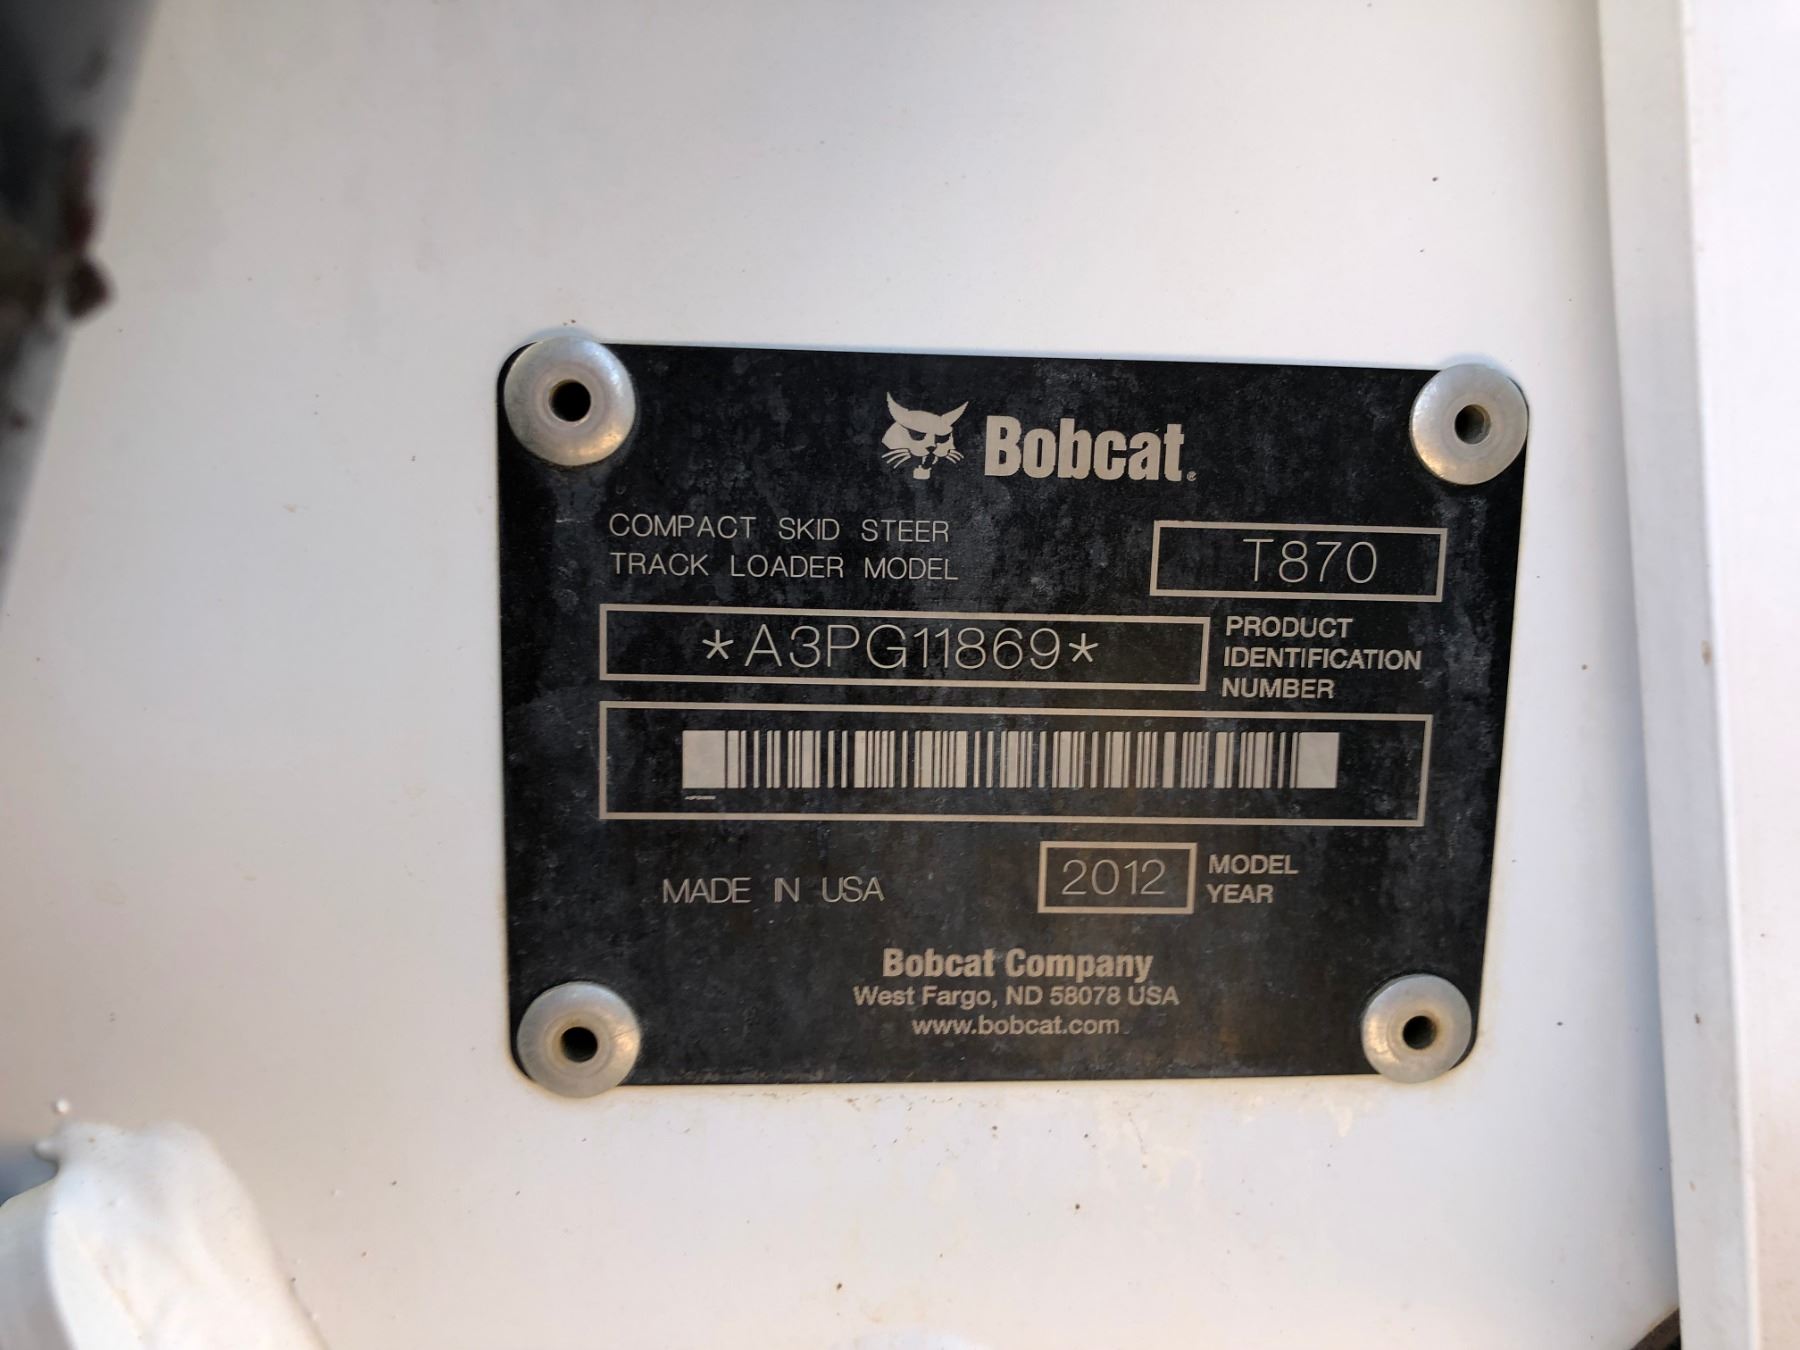 Bobcat®
COMPACT SKID STEER
TRACK LOADER MODEL
T870
*A3PG11869*
PRODUCT
IDENTIFICATION
NUMBER
MADE IN USA
2012
MODEL
YEAR
Bobcat Company
West Fargo, ND 58078 USA
www.bobcat.com